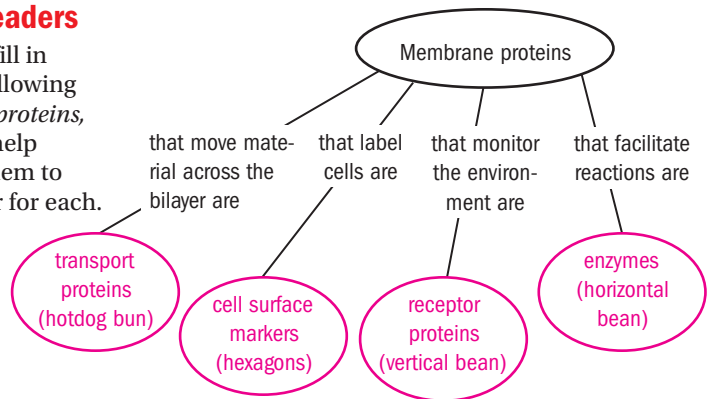 eaders
fill in
llowing
proteins,
help
em to
r for each.
Membrane proteins
that move mate-
rial across the
bilayer are
that label
cells are
that monitor
the environ-
ment are
that facilitate
reactions are
transport
proteins
(hotdog bun)
cell surface
markers
(hexagons)
receptor
proteins
(vertical bean)
enzymes
(horizontal
bean)